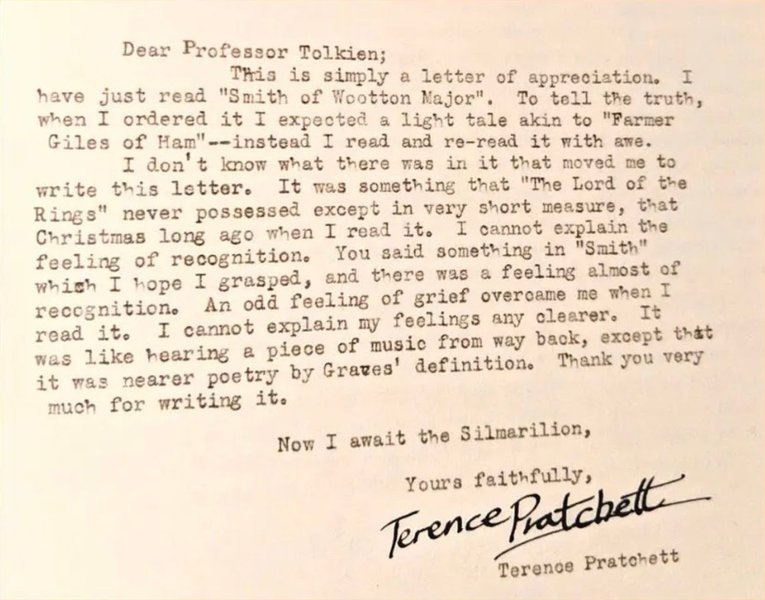 Dear Professor Tolkien;
This is simply a letter of appreciation. I
have just read "Smith of Wootton Major". To tell the truth,
when I ordered it I expected a light tale akin to "Farmer
Giles of Ham"--instead I read and re-read it with awe.
I don't know what there was in it that moved me to
write this letter. It was something that "The Lord of the
Rings" never possessed except in very short measure, that
Christmas long ago when I read it. I cannot explain the
feeling of recognition. You said something in "Smith"
which I hope I grasped, and there was a feeling almost of
recognition. An odd feeling of grief overcame me when I
read it. I cannot explain my feelings any clearer. It
was like hearing a piece of music from way back, except that
it was nearer poetry by Graves' definition. Thank you very
much for writing it.
Now I await the Silmarilion,
Yours faithfully,
Terence Pratchett
Terence Pratchett